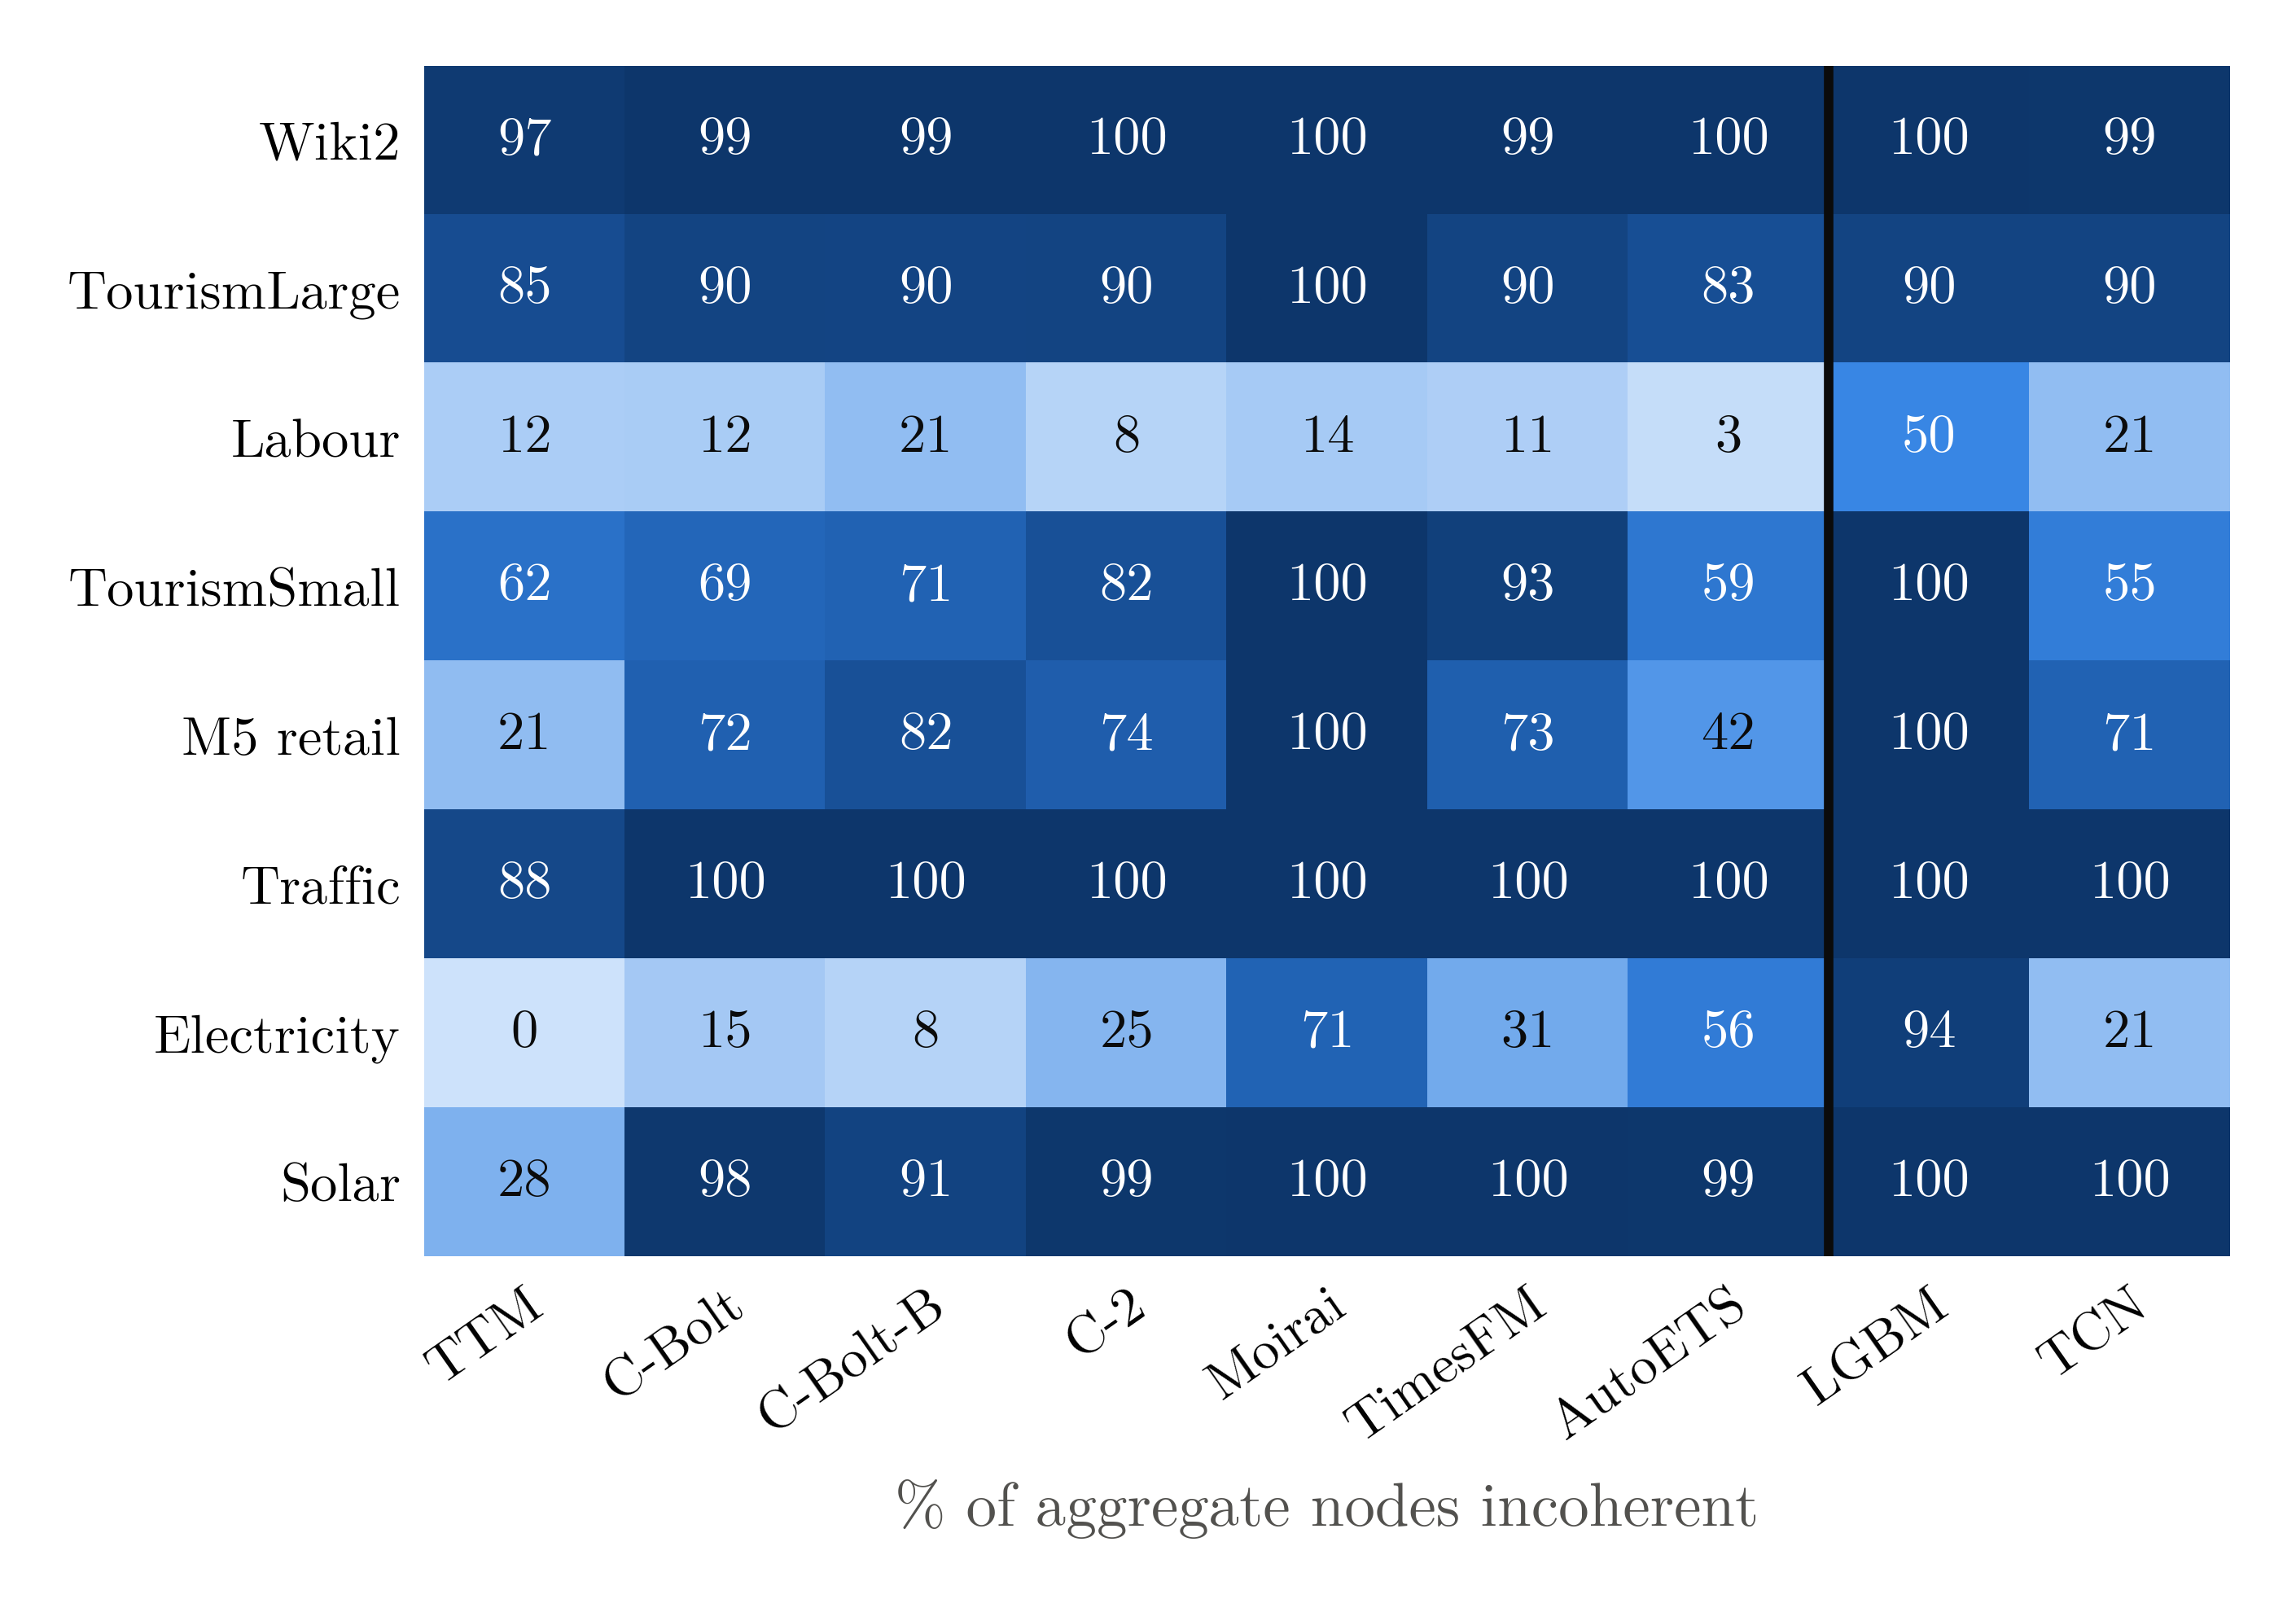 Wiki2 97 99 99 100 100 99 100 100 99
TourismLarge 85 90 90 90 100 90 83 90 90
Labour 12 12 21 8 14 11 3 50 21
TourismSmall 62 69 71 82 100 93 59 100 55
M5 retail 21 72 82 74 100 73 42 100 71
Traffic 88 100 100 100 100 100 100 100 100
Electricity 0 15 8 25 71 31 56 94 21
Solar 28 98 91 99 100 100 99 100 100
TTM C-Bolt C-Bolt-B C-2 Moirai TimesFM AutoETS LGBM TCN
% of aggregate nodes incoherent